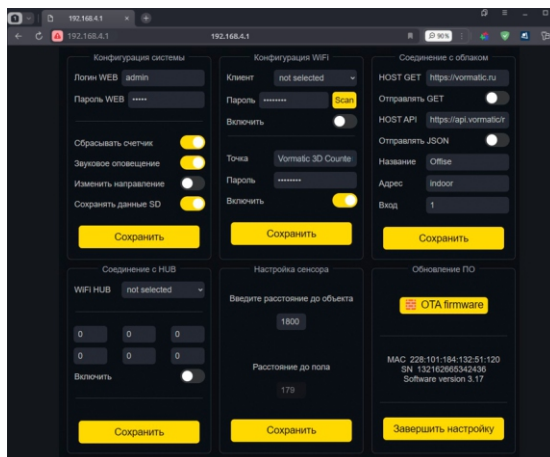 192.168.4.1
192.168.4.1
192.168.4.1
90%
Конфигурация системы
Логин WEB admin
Пароль WEB •••••
Сбрасывать счетчик
Звуковое оповещение
Изменить направление
Сохранять данные SD
Сохранить
Конфигурация WiFi
Клиент not selected
Пароль •••••••• Scan
Включить
Точка Vormatic 3D Counte
Пароль ••••••••
Включить
Сохранить
Соединение с облаком
HOST GET https://vormatic.ru
Отправлять GET
HOST API https://api.vormatic/r
Отправлять JSON
Название Offise
Адрес Indoor
Вход 1
Сохранить
Соединение с HUB
WiFi HUB not selected
0 0 0
0 0 0
Включить
Сохранить
Настройка сенсора
Введите расстояние до объекта
1800
Расстояние до пола
179
Сохранить
Обновление ПО
OTA firmware
MAC 228:101:184:132:51:120
SN 132162665342436
Software version 3.17
Завершить настройку